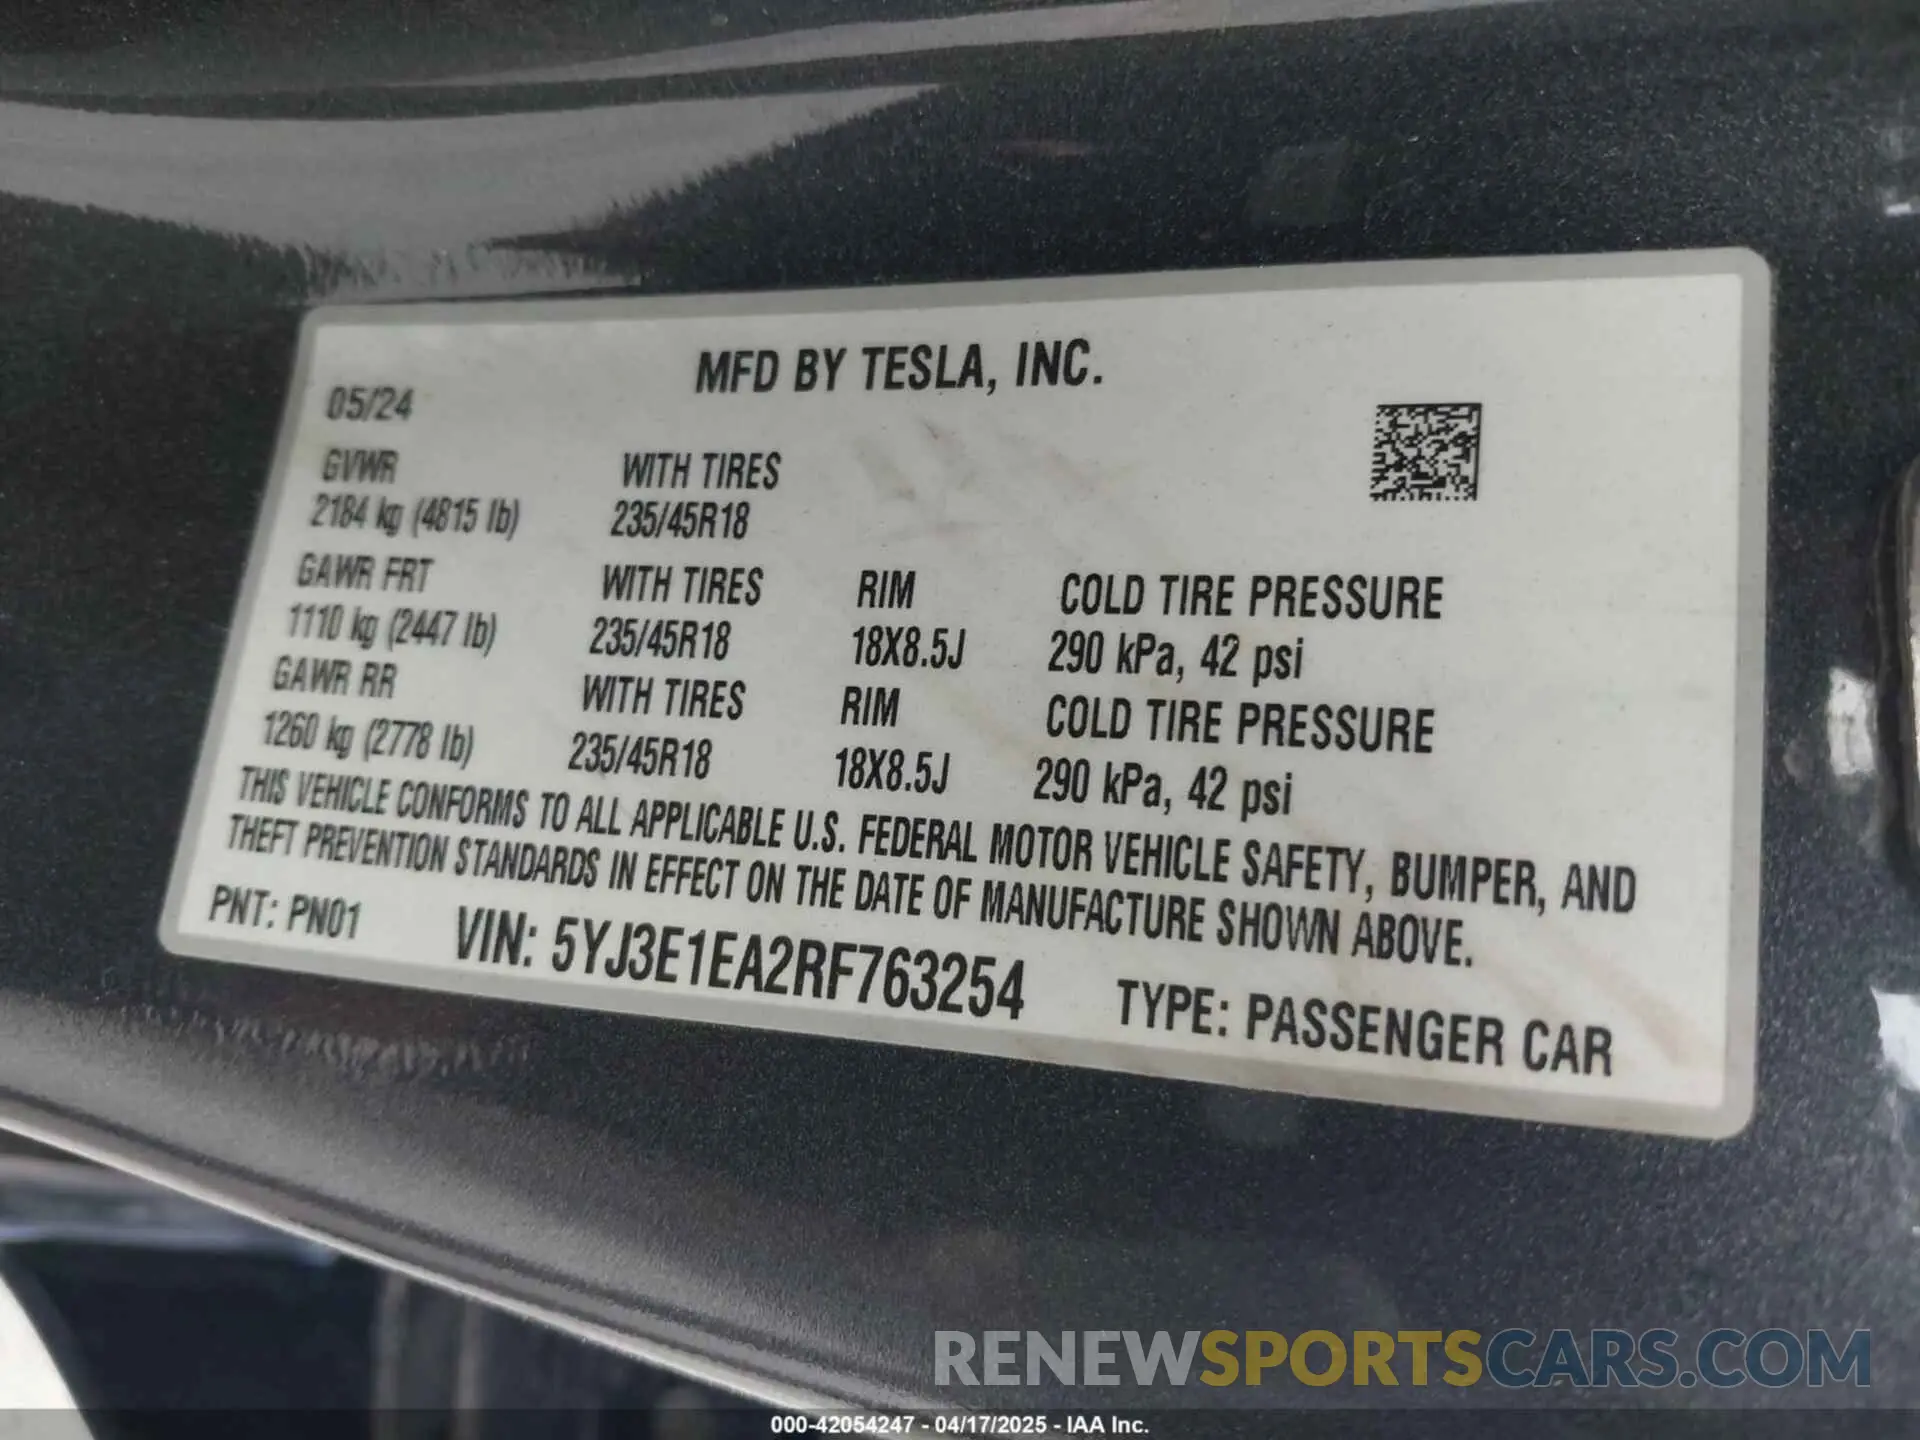 MFD BY TESLA, INC.
05/24
GVWR WITH TIRES
2184 kg (4815 lb) 235/45R18
GAWR FRT WITH TIRES RIM COLD TIRE PRESSURE
1110 kg (2447 lb) 235/45R18 18X8.5J 290 kPa, 42 psi
GAWR RR WITH TIRES RIM COLD TIRE PRESSURE
1260 kg (2778 lb) 235/45R18 18X8.5J 290 kPa, 42 psi
THIS VEHICLE CONFORMS TO ALL APPLICABLE U.S. FEDERAL MOTOR VEHICLE SAFETY, BUMPER, AND
THEFT PREVENTION STANDARDS IN EFFECT ON THE DATE OF MANUFACTURE SHOWN ABOVE.
PNT: PN01 VIN: 5YJ3E1EA2RF763254 TYPE: PASSENGER CAR
RENEWSPORTSCARS.COM
000-42054247 - 04/17/2025 - IAA Inc.